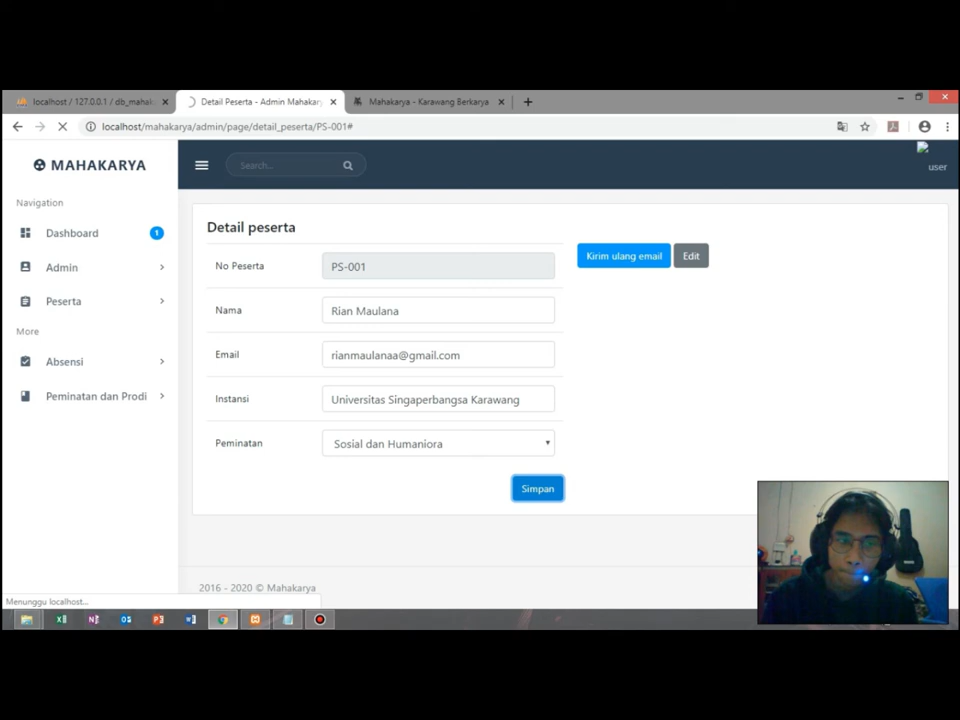 localhost / 127.0.0.1 / db_mahak
Detail Peserta - Admin Mahakary
Mahakarya - Karawang Berkarya
localhost/mahakarya/admin/page/detail_peserta/PS-001#
MAHAKARYA
Search...
user
Navigation
Dashboard 1
Admin
Peserta
More
Absensi
Peminatan dan Prodi
Detail peserta
No Peserta PS-001
Nama Rian Maulana
Email rianmaulanaa@gmail.com
Instansi Universitas Singaperbangsa Karawang
Peminatan Sosial dan Humaniora
Simpan
Kirim ulang email Edit
2016 - 2020 © Mahakarya
Menunggu localhost...